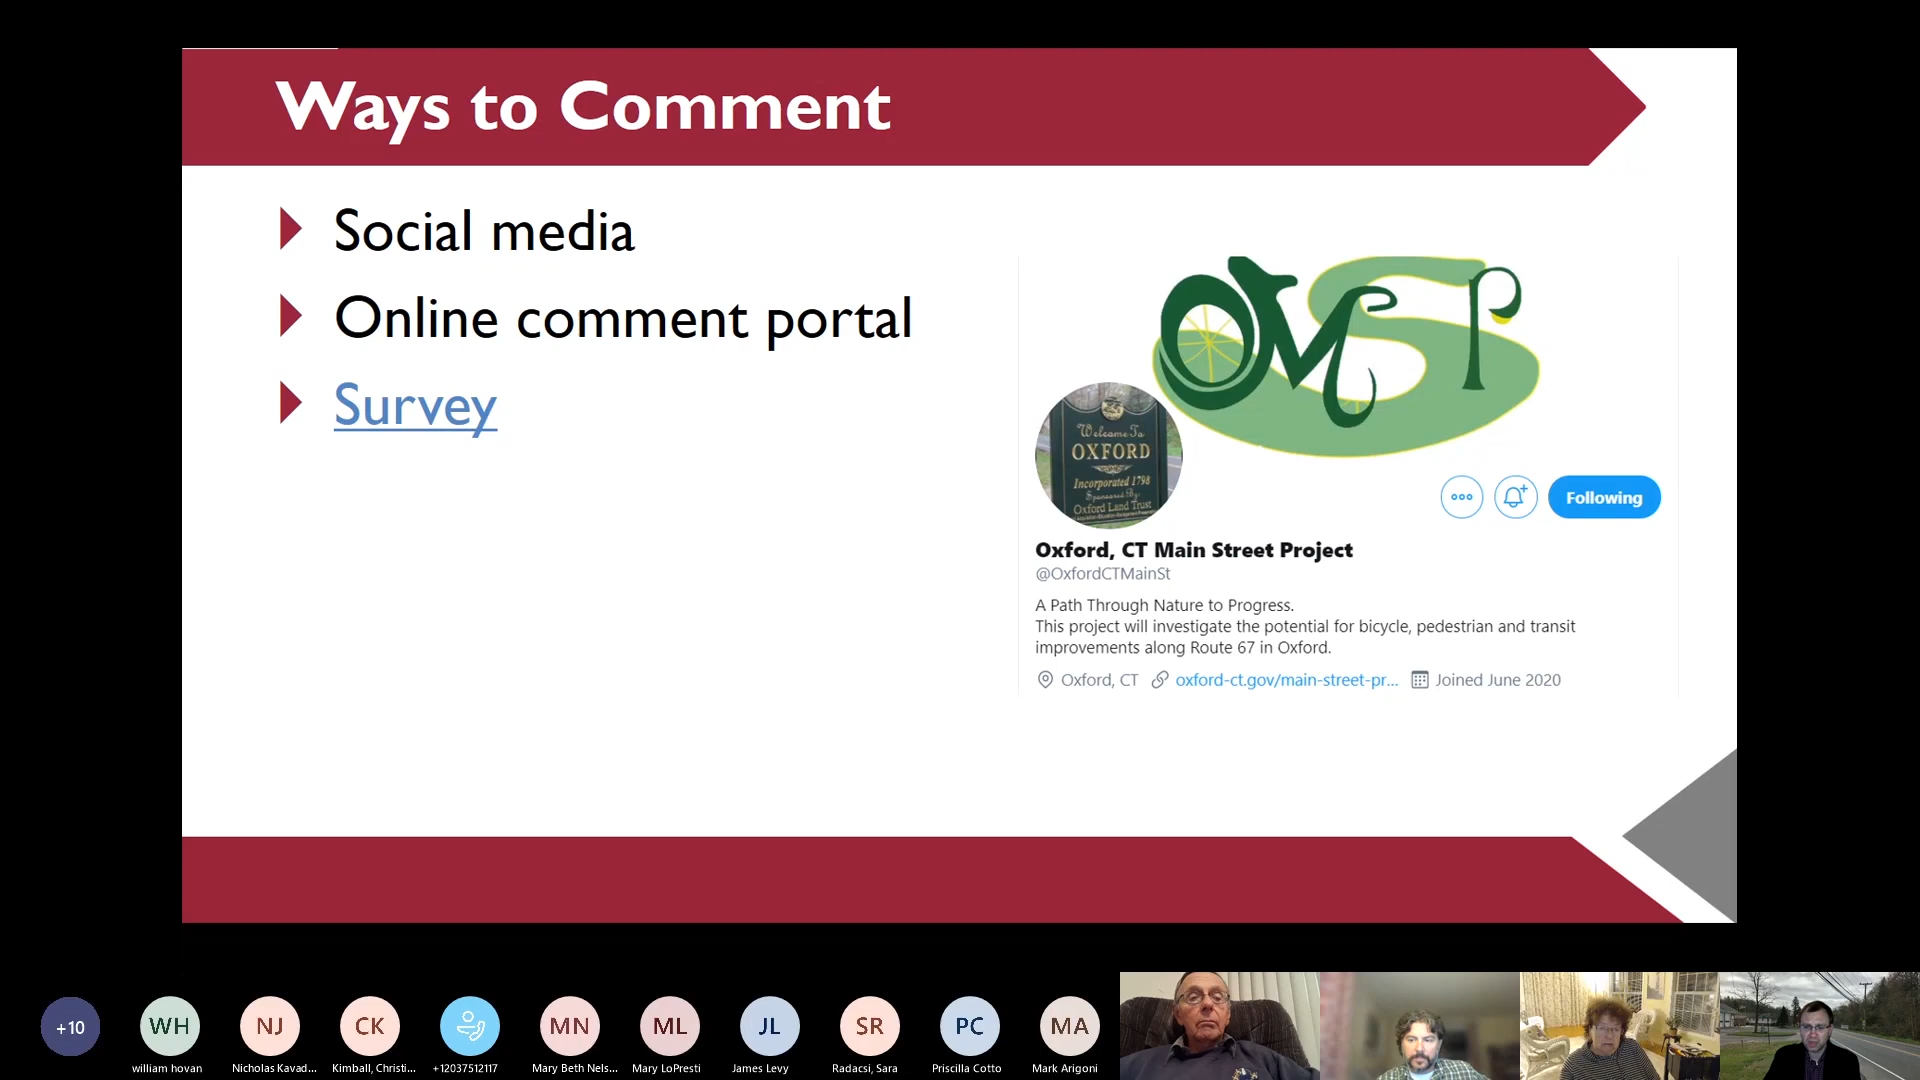 Ways to Comment
Social media
Online comment portal
Survey
OMSP
Welcome To
OXFORD
Incorporated 1798
Sponsored By:
Oxford Land Trust
Following
Oxford, CT Main Street Project
@OxfordCTMainSt
A Path Through Nature to Progress.
This project will investigate the potential for bicycle, pedestrian and transit
improvements along Route 67 in Oxford.
Oxford, CT oxford-ct.gov/main-street-pr... Joined June 2020
+10 WH NJ CK MN ML JL SR PC MA
william hovan Nicholas Kavad... Kimball, Christi... +12037512117 Mary Beth Nels... Mary LoPresti James Levy Radacsi, Sara Priscilla Cotto Mark Arigoni